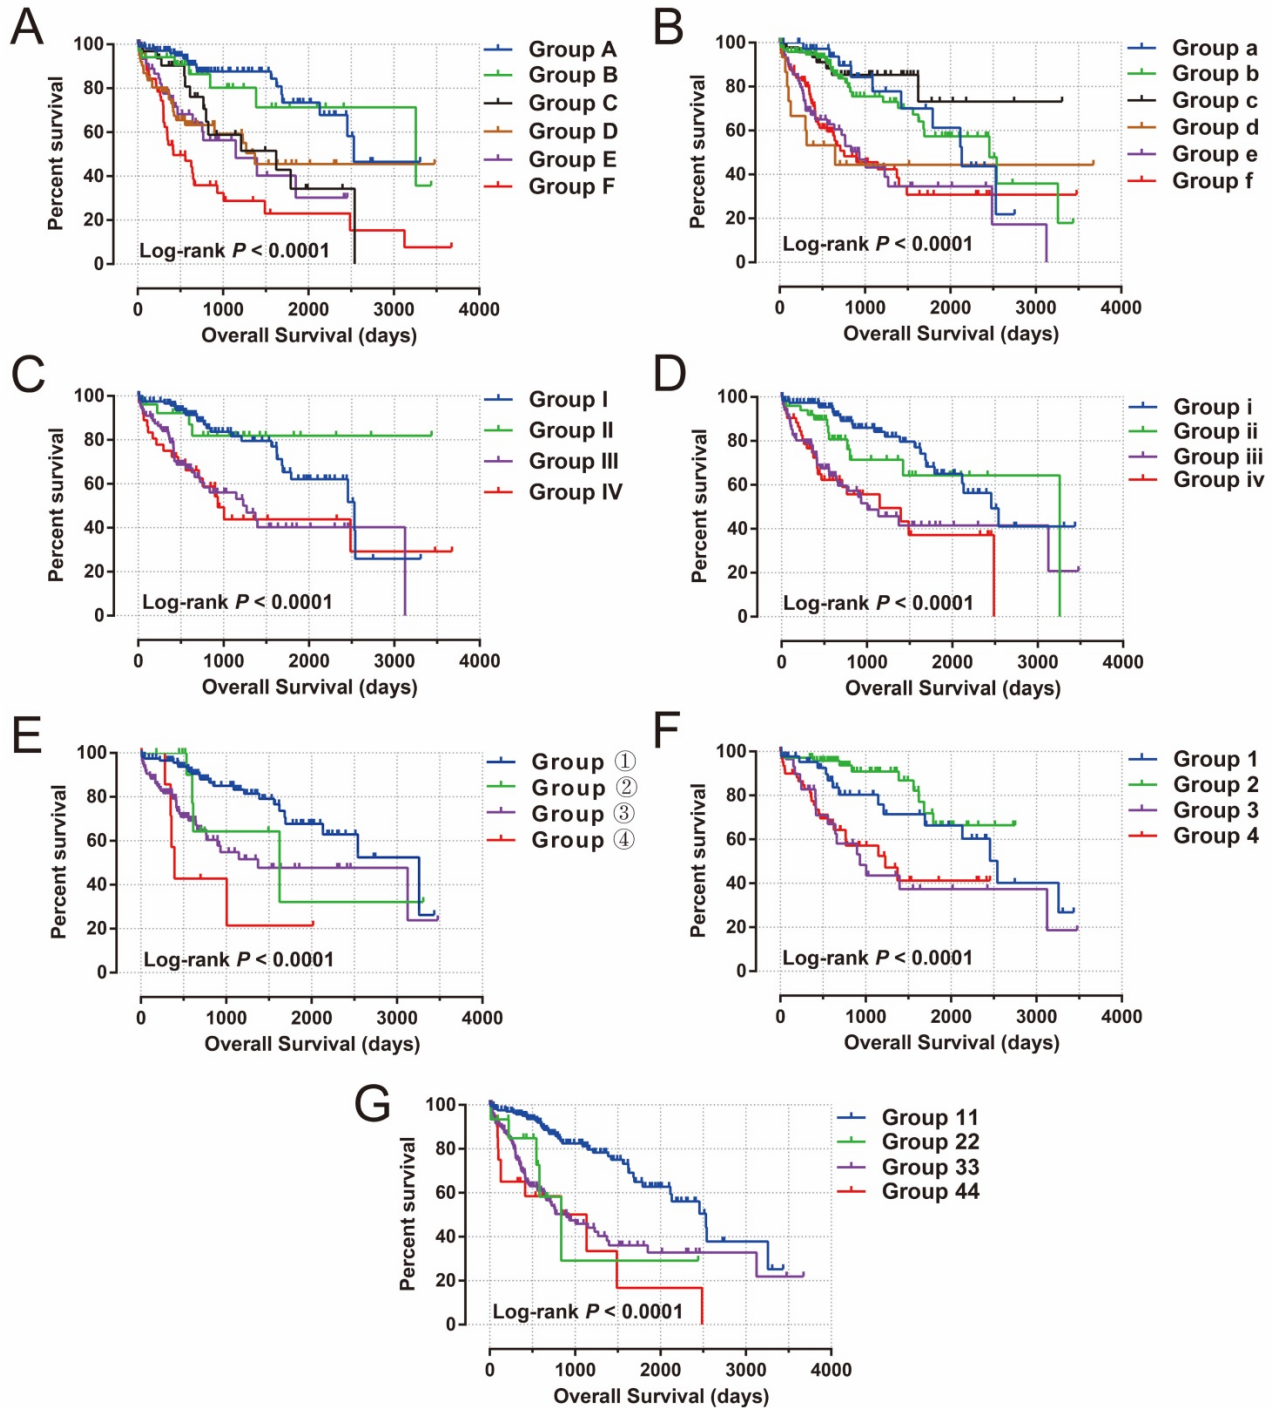 A
Percent survival
100
80
60
40
20
0
Log-rank P < 0.0001
0 1000 2000 3000 4000
Overall Survival (days)
Group A
Group B
Group C
Group D
Group E
Group F
B
Percent survival
100
80
60
40
20
0
Log-rank P < 0.0001
0 1000 2000 3000 4000
Overall Survival (days)
Group a
Group b
Group c
Group d
Group e
Group f
C
Percent survival
100
80
60
40
20
0
Log-rank P < 0.0001
0 1000 2000 3000 4000
Overall Survival (days)
Group I
Group II
Group III
Group IV
D
Percent survival
100
80
60
40
20
0
Log-rank P < 0.0001
0 1000 2000 3000 4000
Overall Survival (days)
Group i
Group ii
Group iii
Group iv
E
Percent survival
100
80
60
40
20
0
Log-rank P < 0.0001
0 1000 2000 3000 4000
Overall Survival (days)
Group ①
Group ②
Group ③
Group ④
F
Percent survival
100
80
60
40
20
0
Log-rank P < 0.0001
0 1000 2000 3000 4000
Overall Survival (days)
Group 1
Group 2
Group 3
Group 4
G
Percent survival
100
80
60
40
20
0
Log-rank P < 0.0001
0 1000 2000 3000 4000
Overall Survival (days)
Group 11
Group 22
Group 33
Group 44